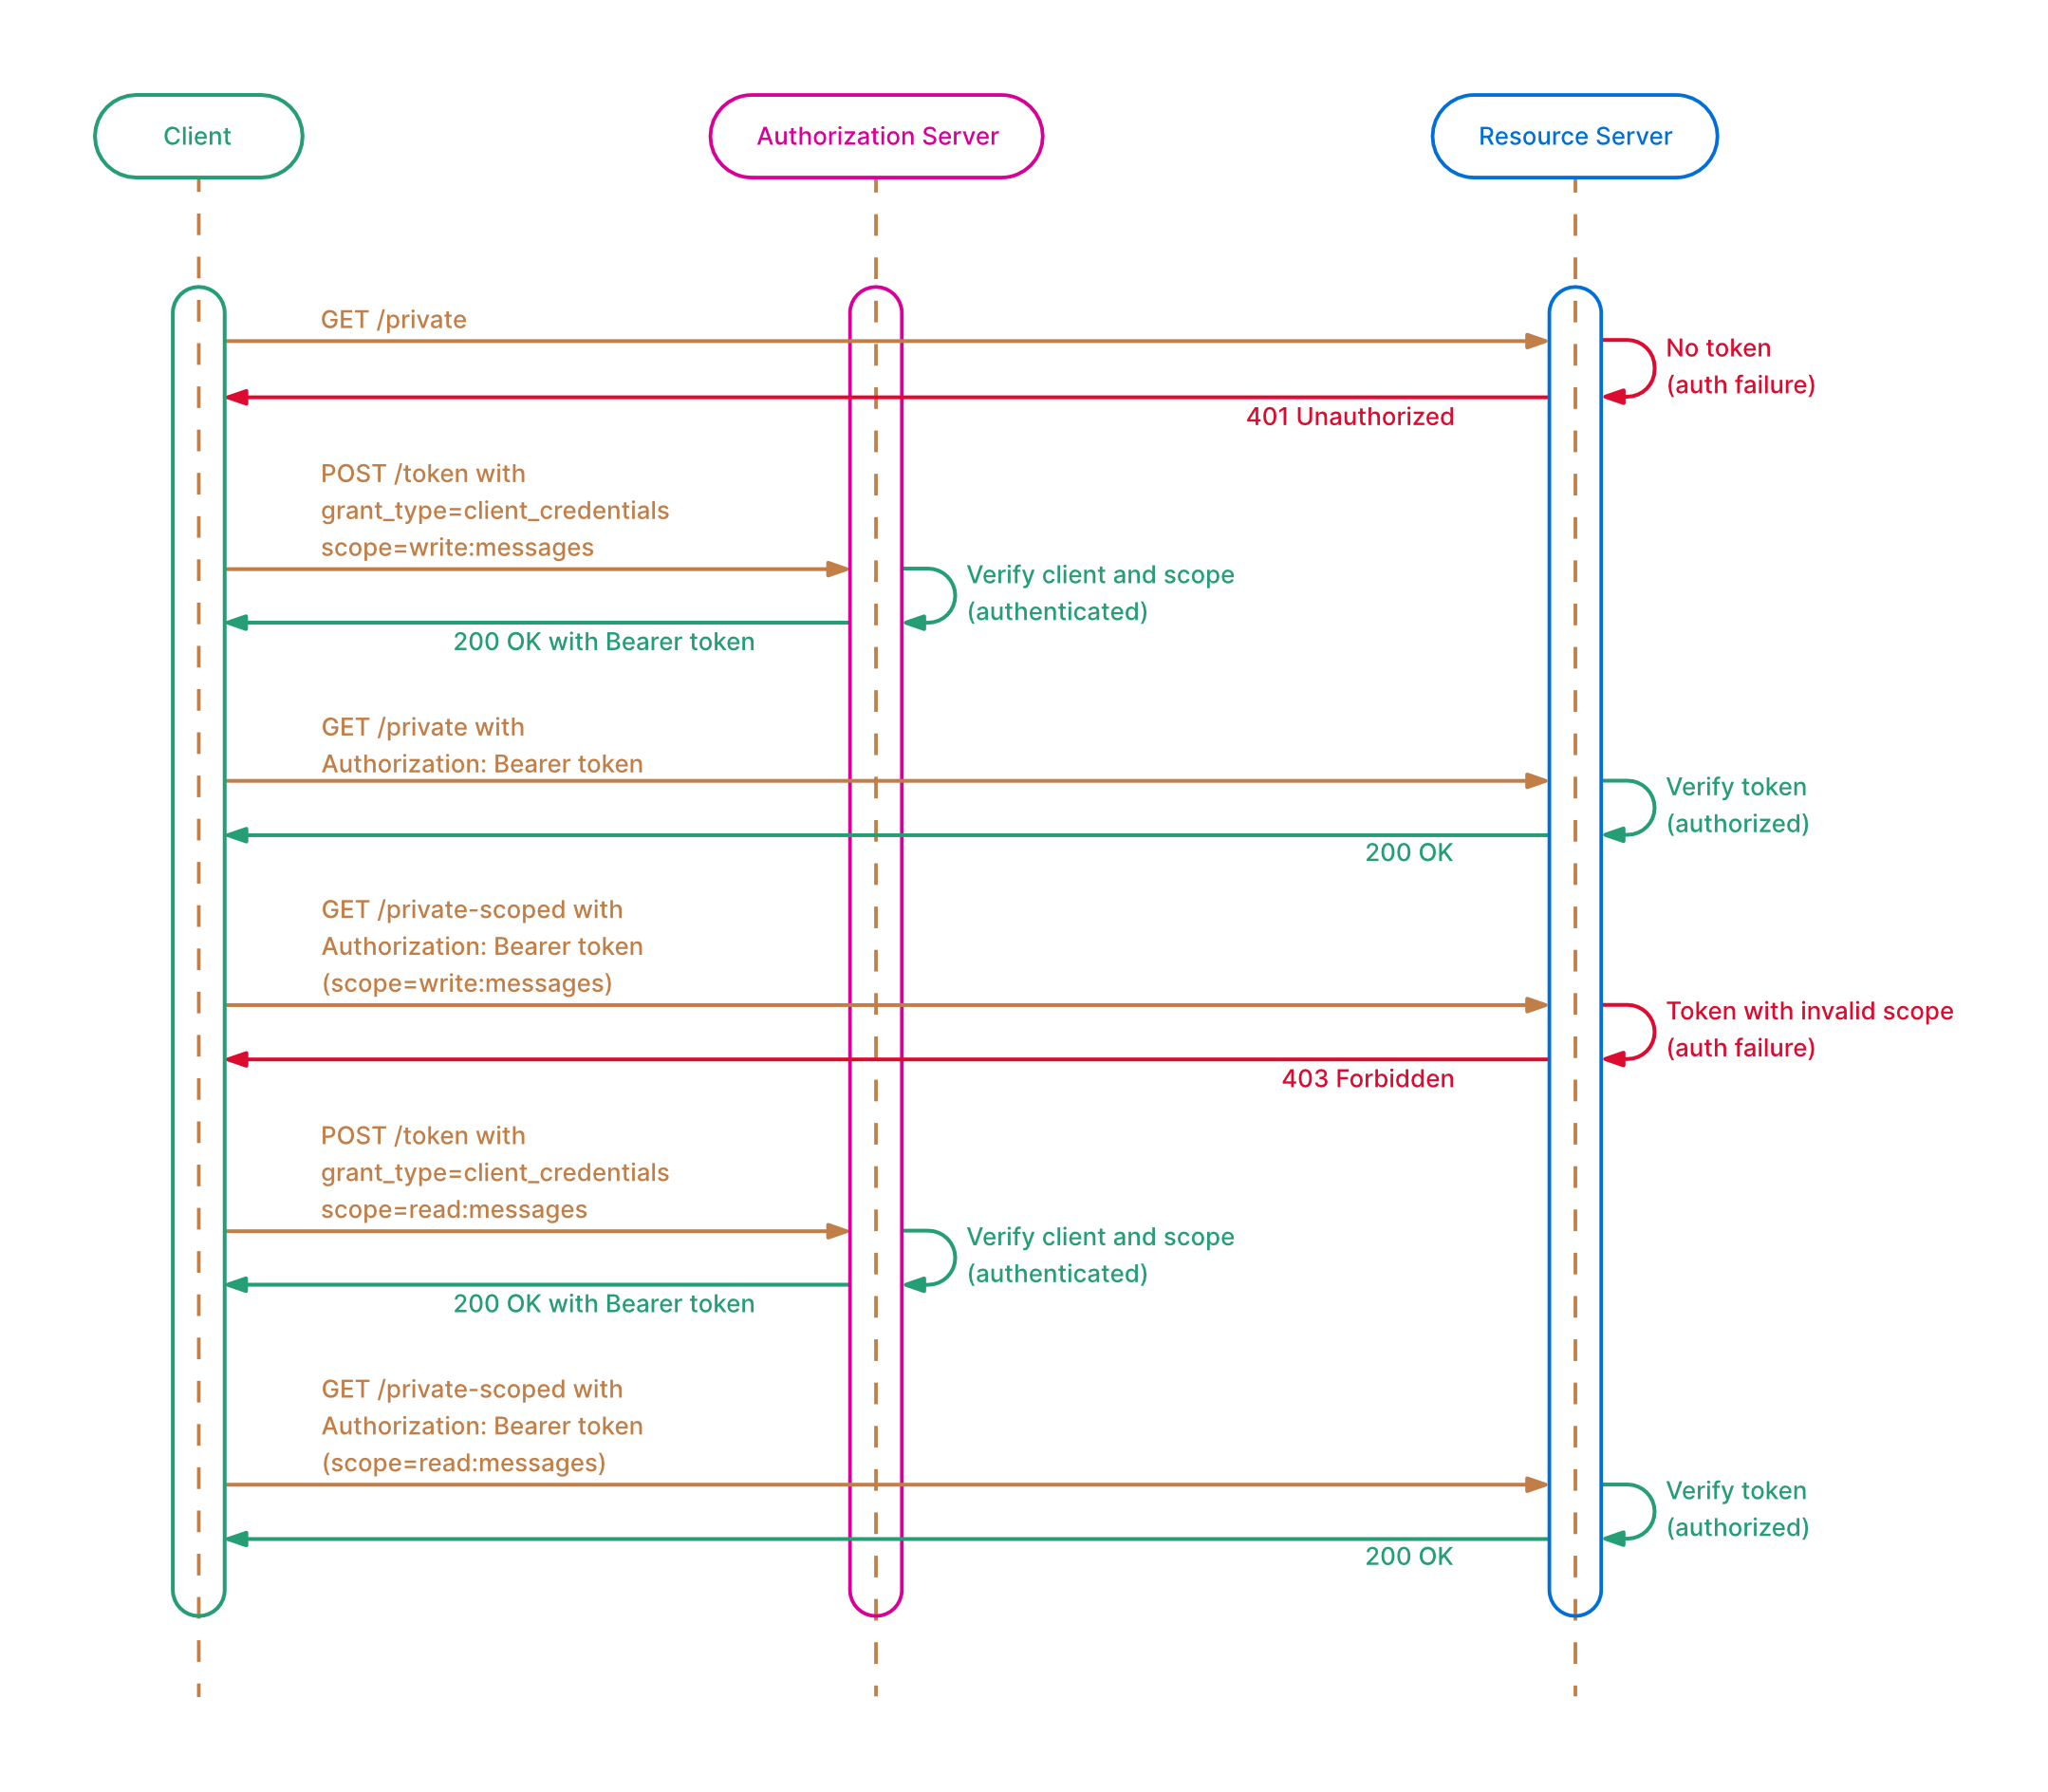 Client
Authorization Server
Resource Server
GET /private
No token
(auth failure)
401 Unauthorized
POST /token with
grant_type=client_credentials
scope=write:messages
Verify client and scope
(authenticated)
200 OK with Bearer token
GET /private with
Authorization: Bearer token
Verify token
(authorized)
200 OK
GET /private-scoped with
Authorization: Bearer token
(scope=write:messages)
Token with invalid scope
(auth failure)
403 Forbidden
POST /token with
grant_type=client_credentials
scope=read:messages
Verify client and scope
(authenticated)
200 OK with Bearer token
GET /private-scoped with
Authorization: Bearer token
(scope=read:messages)
Verify token
(authorized)
200 OK